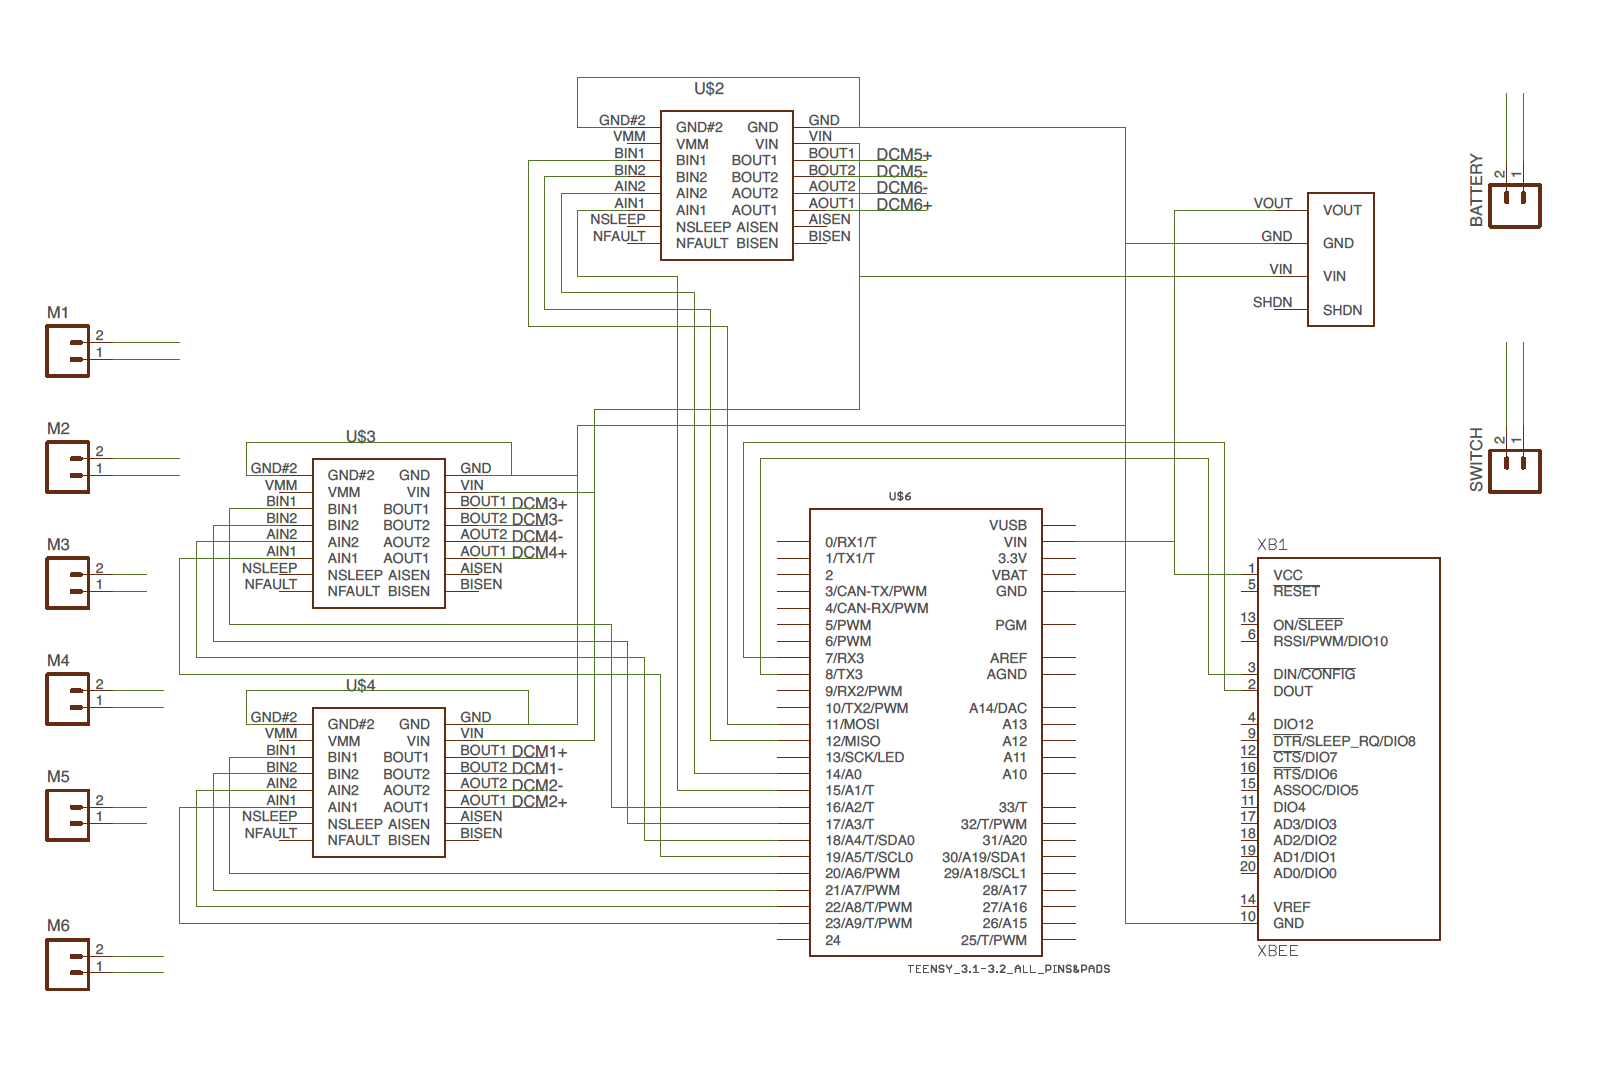 U$2
GND#2 GND#2 GND GND
VMM VMM VIN VIN
BIN1 BIN1 BOUT1 BOUT1 DCM5+
BIN2 BIN2 BOUT2 BOUT2 DCM5-
AIN2 AIN2 AOUT2 AOUT2 DCM6-
AIN1 AIN1 AOUT1 AOUT1 DCM6+
NSLEEP NSLEEP AISEN AISEN
NFAULT NFAULT BISEN BISEN
BATTERY
2 1
VOUT VOUT
GND GND
VIN VIN
SHDN SHDN
SWITCH
2 1
M1
2
1
M2
2
1
M3
2
1
M4
2
1
M5
2
1
M6
2
1
U$3
GND#2 GND#2 GND GND
VMM VMM VIN VIN
BIN1 BIN1 BOUT1 BOUT1 DCM3+
BIN2 BIN2 BOUT2 BOUT2 DCM3-
AIN2 AIN2 AOUT2 AOUT2 DCM4-
AIN1 AIN1 AOUT1 AOUT1 DCM4+
NSLEEP NSLEEP AISEN AISEN
NFAULT NFAULT BISEN BISEN
U$4
GND#2 GND#2 GND GND
VMM VMM VIN VIN
BIN1 BIN1 BOUT1 BOUT1 DCM1+
BIN2 BIN2 BOUT2 BOUT2 DCM1-
AIN2 AIN2 AOUT2 AOUT2 DCM2-
AIN1 AIN1 AOUT1 AOUT1 DCM2+
NSLEEP NSLEEP AISEN AISEN
NFAULT NFAULT BISEN BISEN
U$6
VUSB
0/RX1/T VIN
1/TX1/T 3.3V
2 VBAT
3/CAN-TX/PWM GND
4/CAN-RX/PWM
5/PWM PGM
6/PWM
7/RX3 AREF
8/TX3 AGND
9/RX2/PWM
10/TX2/PWM A14/DAC
11/MOSI A13
12/MISO A12
13/SCK/LED A11
14/A0 A10
15/A1/T
16/A2/T 33/T
17/A3/T 32/T/PWM
18/A4/T/SDA0 31/A20
19/A5/T/SCL0 30/A19/SDA1
20/A6/PWM 29/A18/SCL1
21/A7/PWM 28/A17
22/A8/T/PWM 27/A16
23/A9/T/PWM 26/A15
24 25/T/PWM
TEENSY_3.1-3.2_ALL_PINS&PADS
XB1
1 VCC
5 RESET
13 ON/SLEEP
6 RSSI/PWM/DIO10
3 DIN/CONFIG
2 DOUT
4 DIO12
9 DTR/SLEEP_RQ/DIO8
12 CTS/DIO7
16 RTS/DIO6
15 ASSOC/DIO5
11 DIO4
17 AD3/DIO3
18 AD2/DIO2
19 AD1/DIO1
20 AD0/DIO0
14 VREF
10 GND
XBEE